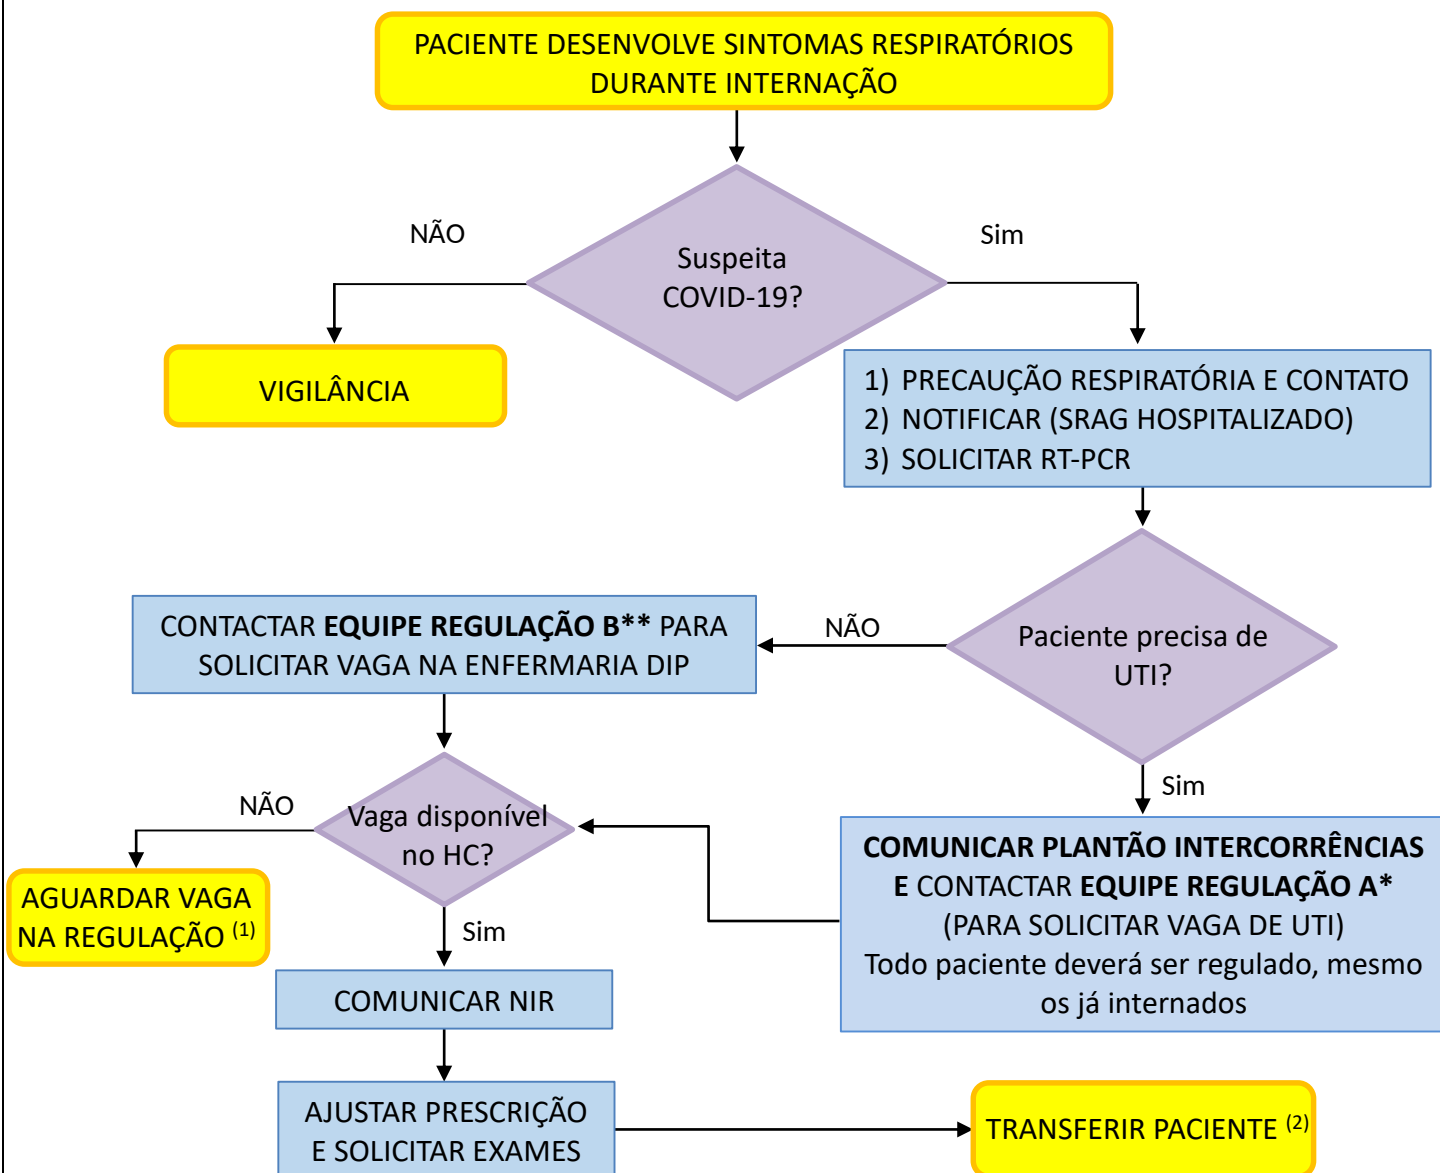 PACIENTE DESENVOLVE SINTOMAS RESPIRATÓRIOS
DURANTE INTERNAÇÃO
NÃO
Sim
Suspeita
COVID-19?
VIGILÂNCIA
1) PRECAUÇÃO RESPIRATÓRIA E CONTATO
2) NOTIFICAR (SRAG HOSPITALIZADO)
3) SOLICITAR RT-PCR
CONTACTAR EQUIPE REGULAÇÃO B** PARA
SOLICITAR VAGA NA ENFERMARIA DIP
NÃO
Paciente precisa de
UTI?
Sim
NÃO
Vaga disponível
no HC?
AGUARDAR VAGA
NA REGULAÇÃO (1)
Sim
COMUNICAR PLANTÃO INTERCORRÊNCIAS
E CONTACTAR EQUIPE REGULAÇÃO A*
(PARA SOLICITAR VAGA DE UTI)
Todo paciente deverá ser regulado, mesmo
os já internados
COMUNICAR NIR
AJUSTAR PRESCRIÇÃO
E SOLICITAR EXAMES
TRANSFERIR PACIENTE (2)